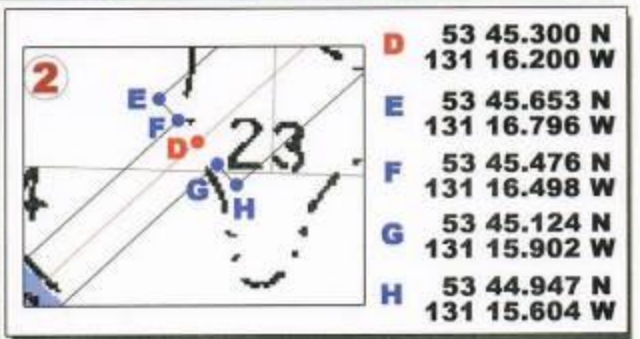 2
E
F
D
23
G
H
D 53 45.300 N
131 16.200 W
E 53 45.653 N
131 16.796 W
F 53 45.476 N
131 16.498 W
G 53 45.124 N
131 15.902 W
H 53 44.947 N
131 15.604 W